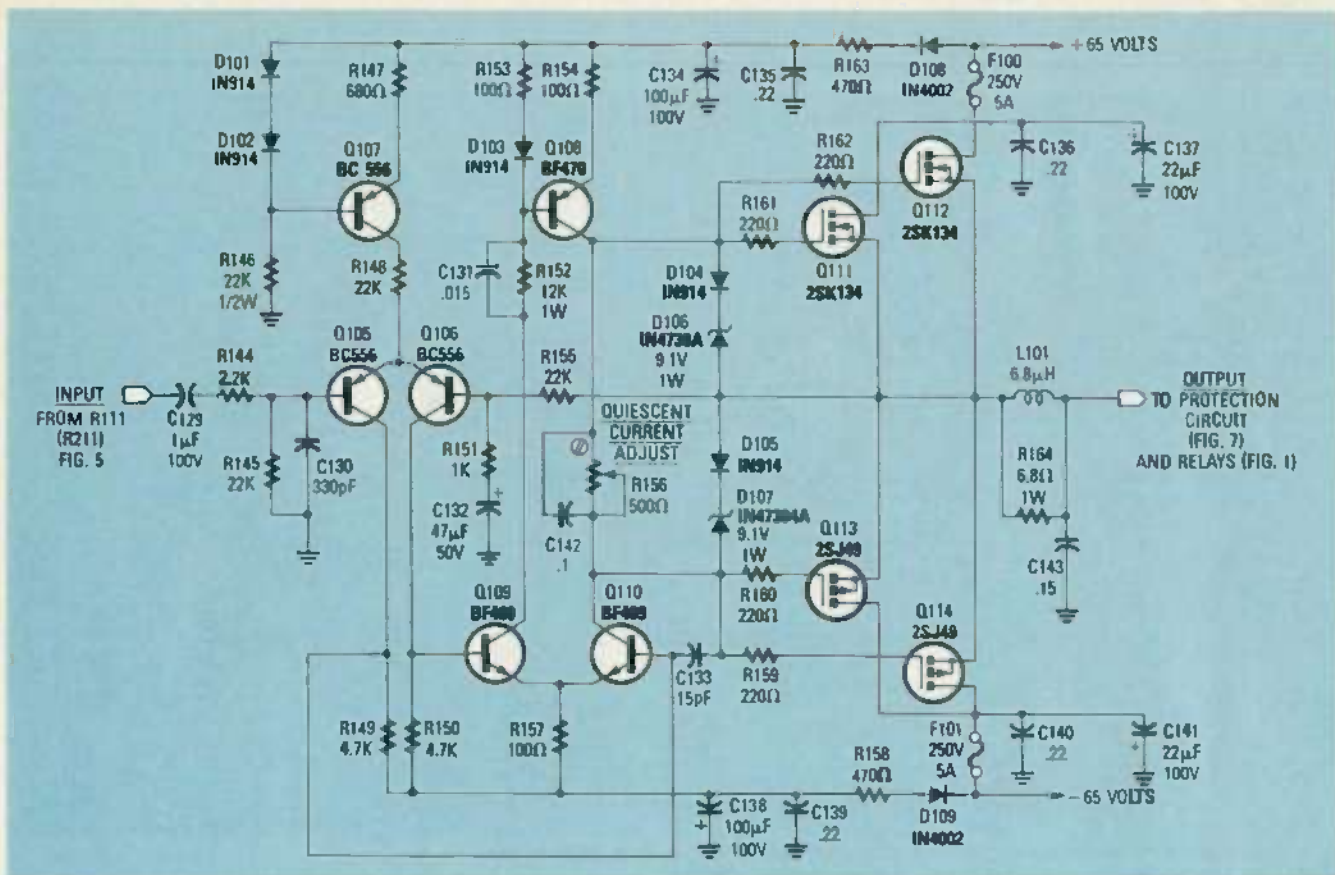 D101
IN914
R147
680Ω
R153
100Ω
R154
100Ω
C134
100µF
100V
C135
.22
R163
470Ω
D108
IN4002
+65 VOLTS
F100
250V
5A
D102
IN914
Q107
BC 556
D103
IN914
Q108
BF470
R162
220Ω
C136
.22
C137
22µF
100V
Q112
2SK134
R161
220Ω
Q111
2SK134
R146
22K
1/2W
R148
22K
C131
.015
R152
12K
1W
D104
IN914
D106
9.1V
1W
Q105
BC556
Q106
BC556
R155
22K
R144
2.2K
INPUT
FROM R111
(R211)
FIG. 5
C129
1µF
100V
R145
22K
C130
330pF
R151
1K
C132
47µF
50V
QUIESCENT
CURRENT
ADJUST
R156
500Ω
C142
.1
D105
IN914
D107
9.1V
1W
L101
6.8µH
R164
6.8Ω
1W
C143
.15
OUTPUT
TO PROTECTION
CIRCUIT
(FIG. 7)
AND RELAYS (FIG. 1)
Q109
Q110
Q113
2SJ49
R160
220Ω
Q114
2SJ49
C133
15pF
R159
220Ω
R149
4.7K
R150
4.7K
R157
100Ω
F101
250V
5A
C140
.22
C141
22µF
100V
R158
470Ω
C138
100µF
100V
C139
.22
D109
IN4002
-65 VOLTS